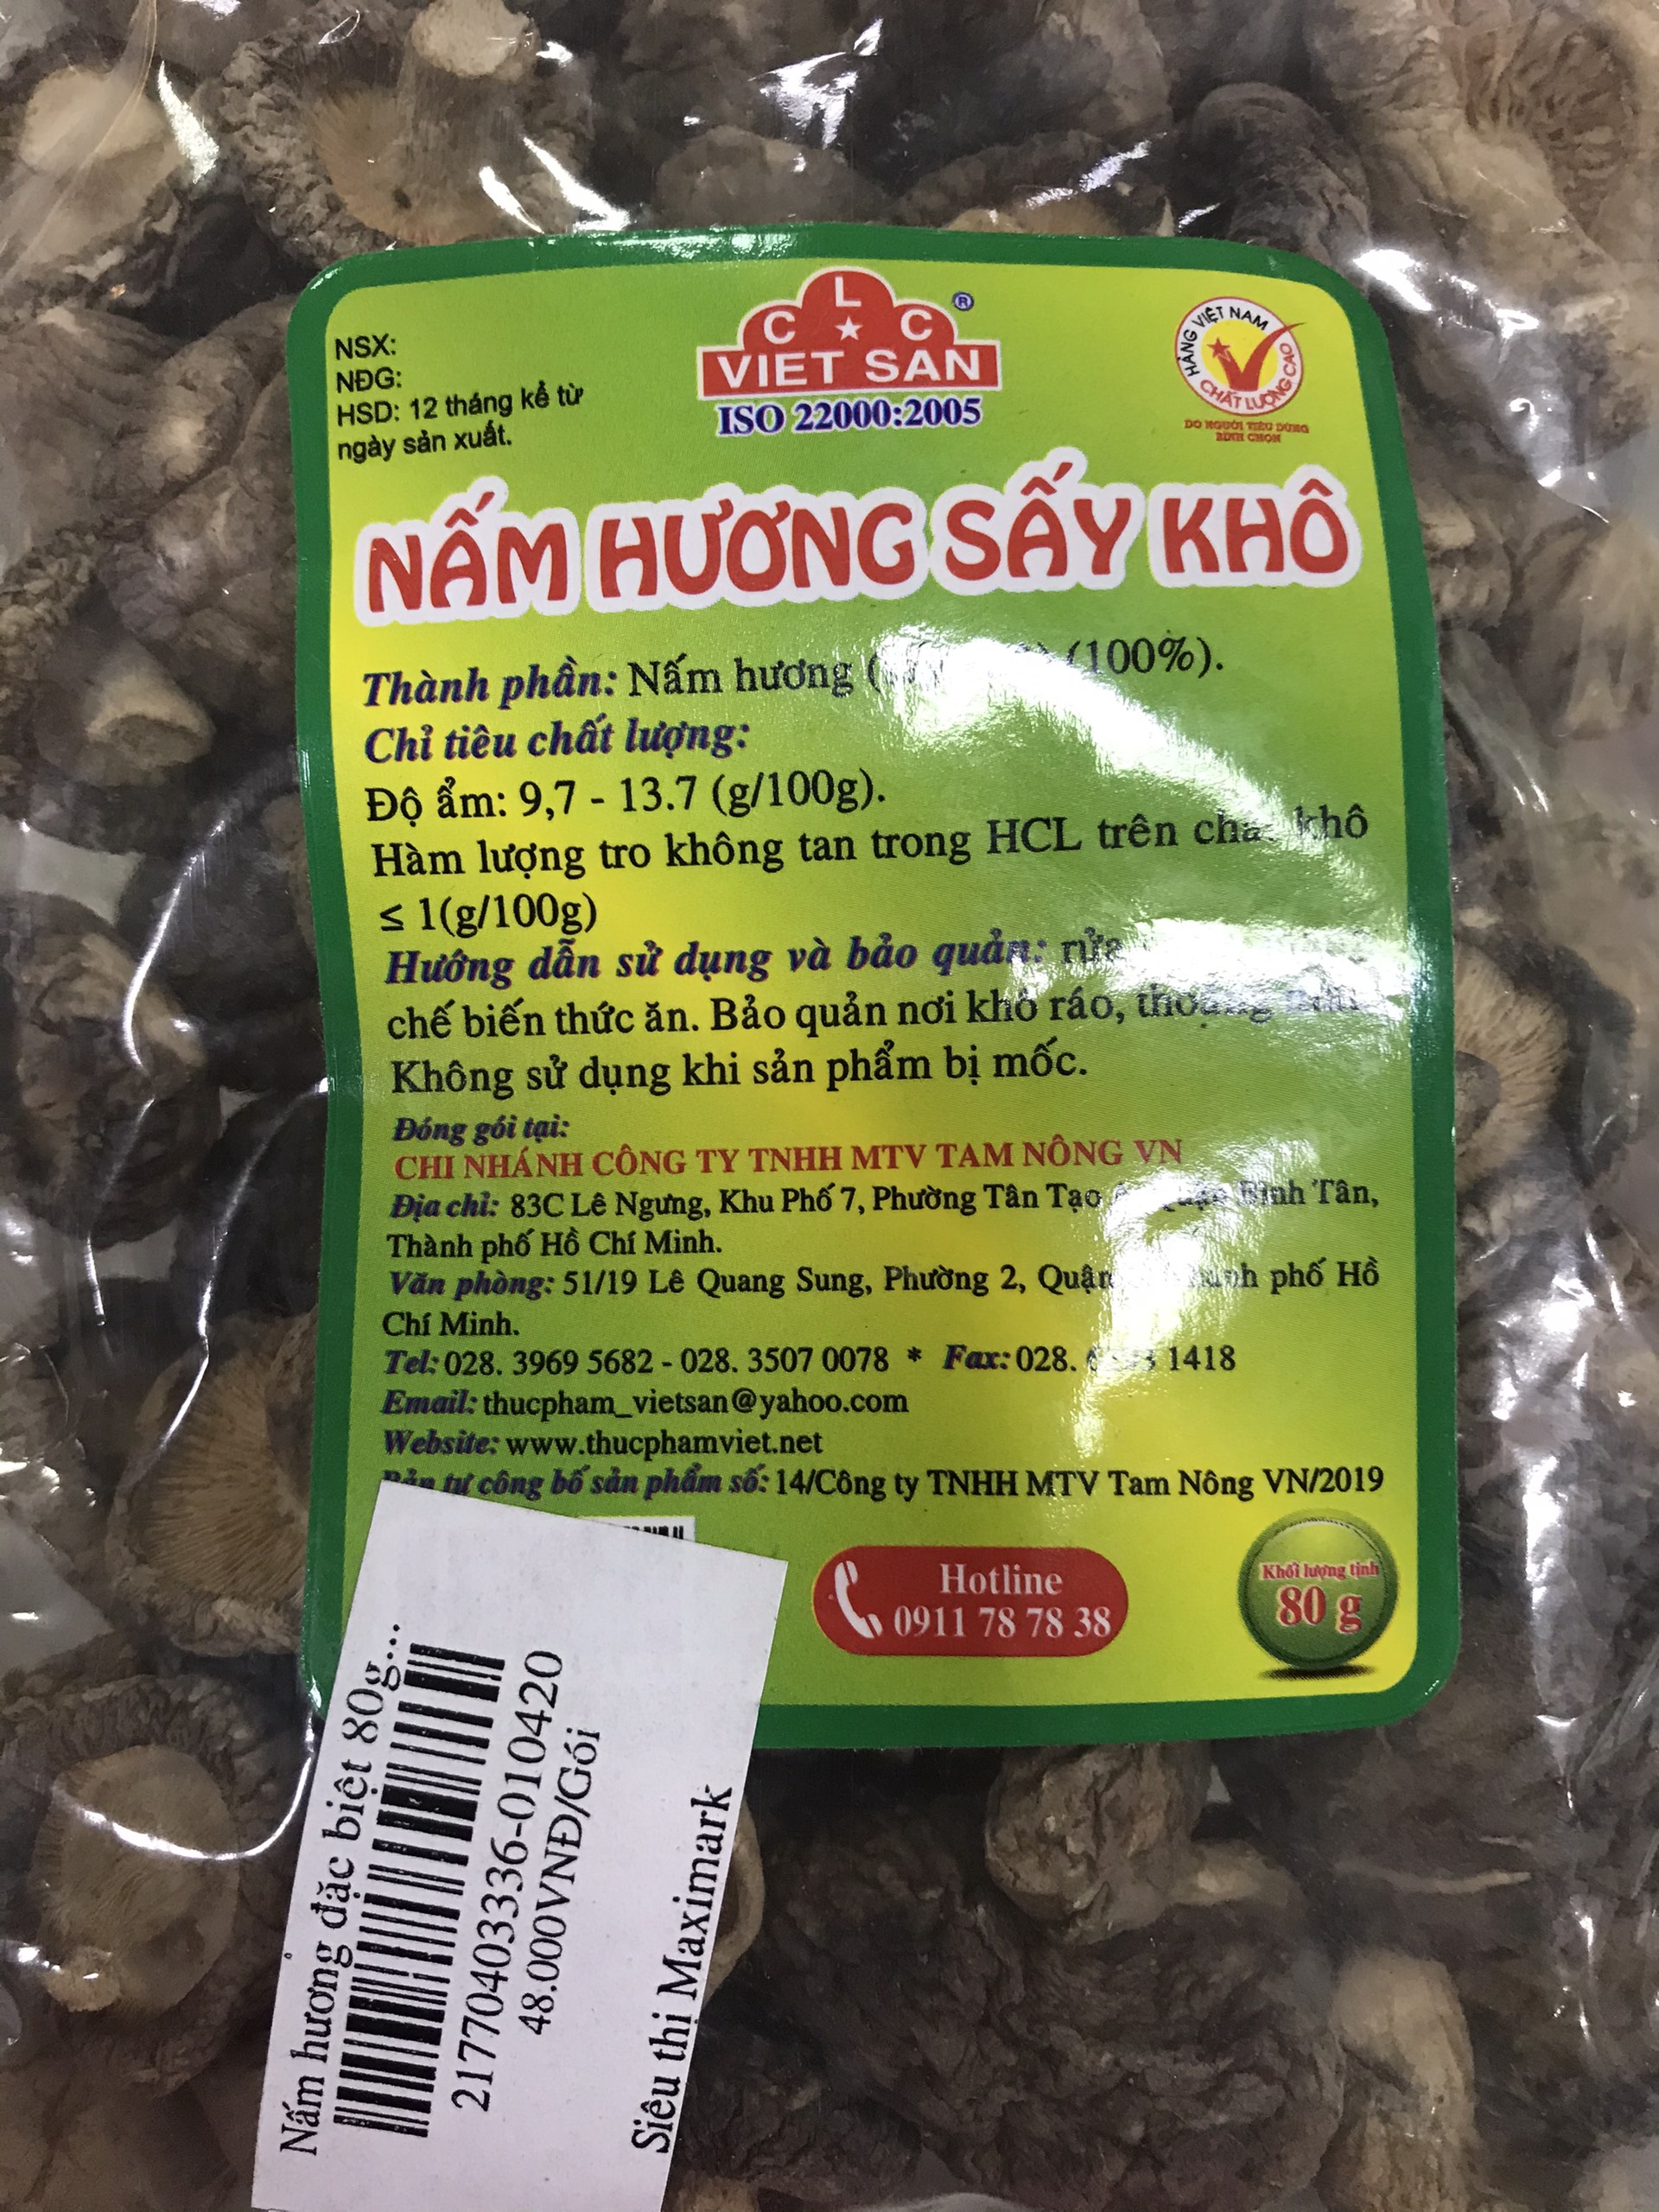 NSX:
NĐG:
HSD: 12 tháng kể từ
ngày sản xuất.
C L C ®
VIET SAN
ISO 22000:2005
HÀNG VIỆT NAM
CHẤT LƯỢNG CAO
DO NGƯỜI TIÊU DÙNG
BÌNH CHỌN
NẤM HƯƠNG SẤY KHÔ
Thành phần: Nấm hương (100%).
Chỉ tiêu chất lượng:
Độ ẩm: 9,7 - 13.7 (g/100g).
Hàm lượng tro không tan trong HCL trên khô
≤ 1(g/100g)
Hướng dẫn sử dụng và bảo quản: rửa
chế biến thức ăn. Bảo quản nơi khô ráo, thoáng
Không sử dụng khi sản phẩm bị mốc.
Đóng gói tại:
CHI NHÁNH CÔNG TY TNHH MTV TAM NÔNG VN
Địa chỉ: 83C Lê Ngưng, Khu Phố 7, Phường Tân Tạo Bình Tân,
Thành phố Hồ Chí Minh.
Văn phòng: 51/19 Lê Quang Sung, Phường 2, Quận phố Hồ
Chí Minh.
Tel: 028. 3969 5682 - 028. 3507 0078 * Fax: 028. 1418
Email: thucpham_vietsan@yahoo.com
Website: www.thucphamviet.net
Bản tự công bố sản phẩm số: 14/Công ty TNHH MTV Tam Nông VN/2019
Hotline
0911 78 78 38
Khối lượng tịnh
80 g
Nấm hương đặc biệt 80g...
21770403336-010420
48.000VNĐ/Gói
Siêu thị Maximark